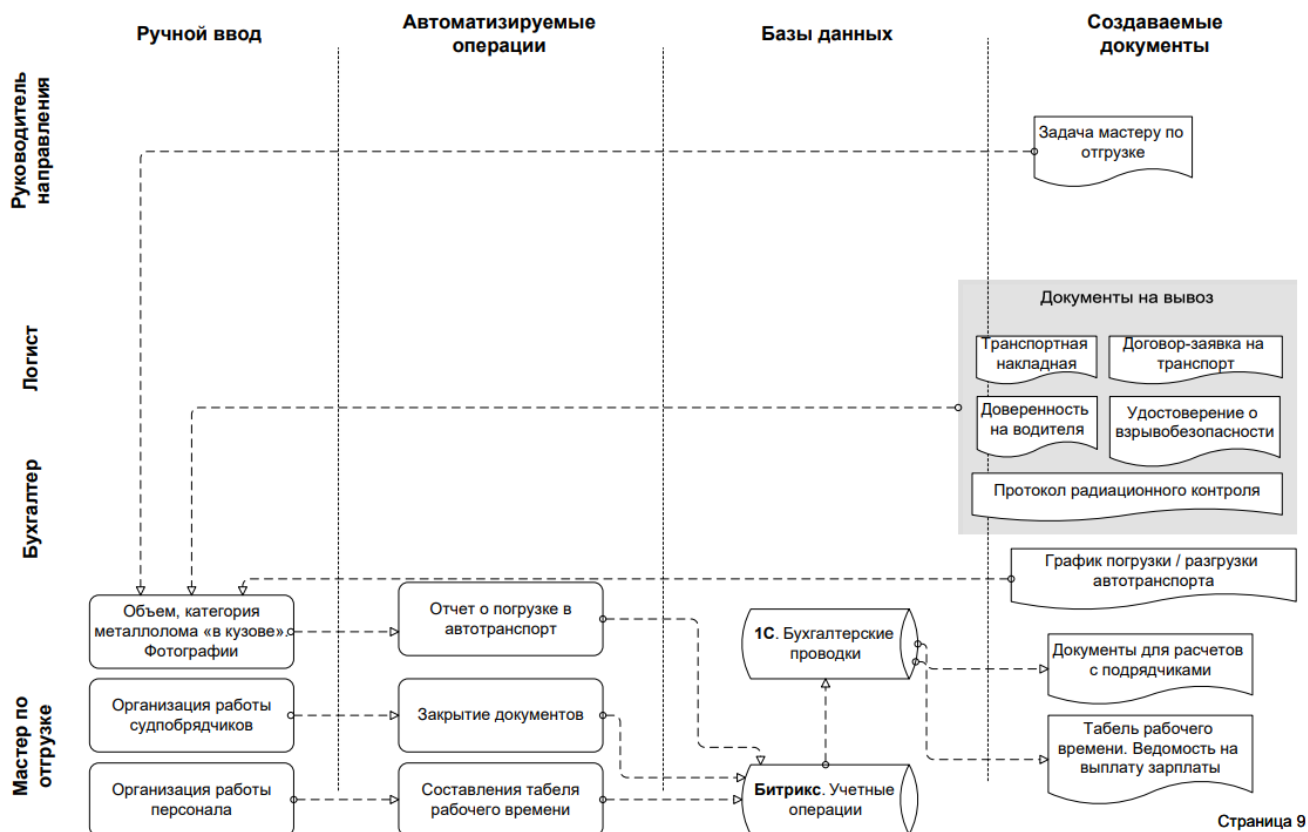 Ручной ввод
Автоматизируемые
операции
Базы данных
Создаваемые
документы
Руководитель
направления
Задача мастеру по
отгрузке
Логист
Документы на вывоз
Транспортная
накладная
Договор-заявка на
транспорт
Доверенность
на водителя
Удостоверение о
взрывобезопасности
Бухгалтер
Протокол радиационного контроля
График погрузки / разгрузки
автотранспорта
Мастер по
отгрузке
Объем, категория
металлолома «в кузове».
Фотографии
Отчет о погрузке в
автотранспорт
1С. Бухгалтерские
проводки
Документы для расчетов
с подрядчиками
Организация работы
судпобрядчиков
Закрытие документов
Табель рабочего
времени. Ведомость на
выплату зарплаты
Организация работы
персонала
Составления табеля
рабочего времени
Битрикс. Учетные
операции
Страница 9